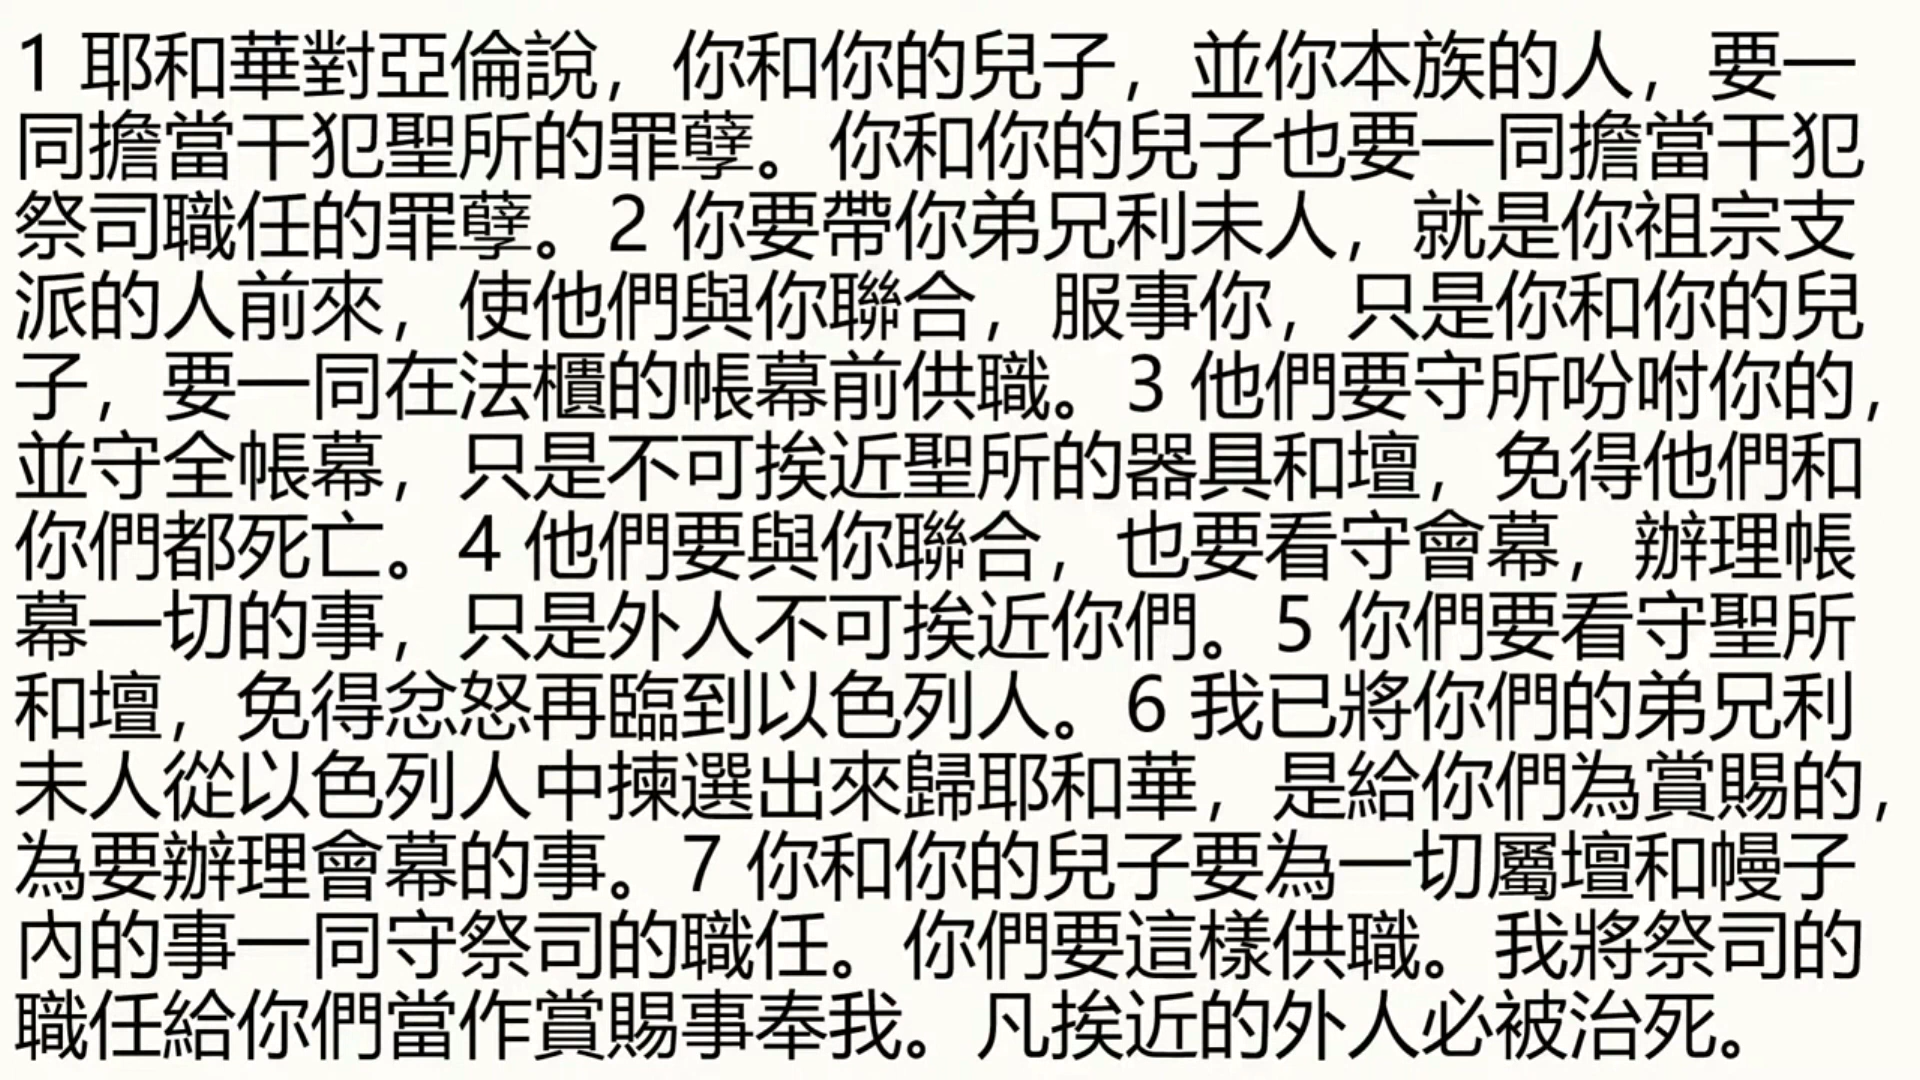 1 耶和華對亞倫說，你和你的兒子，並你本族的人，要一
同擔當干犯聖所的罪孽。你和你的兒子也要一同擔當干犯
祭司職任的罪孽。2 你要帶你弟兄利未人，就是你祖宗支
派的人前來，使他們與你聯合，服事你，只是你和你的兒
子，要一同在法櫃的帳幕前供職。3 他們要守所吩咐你的，
並守全帳幕，只是不可挨近聖所的器具和壇，免得他們和
你們都死亡。4 他們要與你聯合，也要看守會幕，辦理帳
幕一切的事，只是外人不可挨近你們。5 你們要看守聖所
和壇，免得忿怒再臨到以色列人。6 我已將你們的弟兄利
未人從以色列人中揀選出來歸耶和華，是給你們為賞賜的，
為要辦理會幕的事。7 你和你的兒子要為一切屬壇和幔子
內的事一同守祭司的職任。你們要這樣供職。我將祭司的
職任給你們當作賞賜事奉我。凡挨近的外人必被治死。